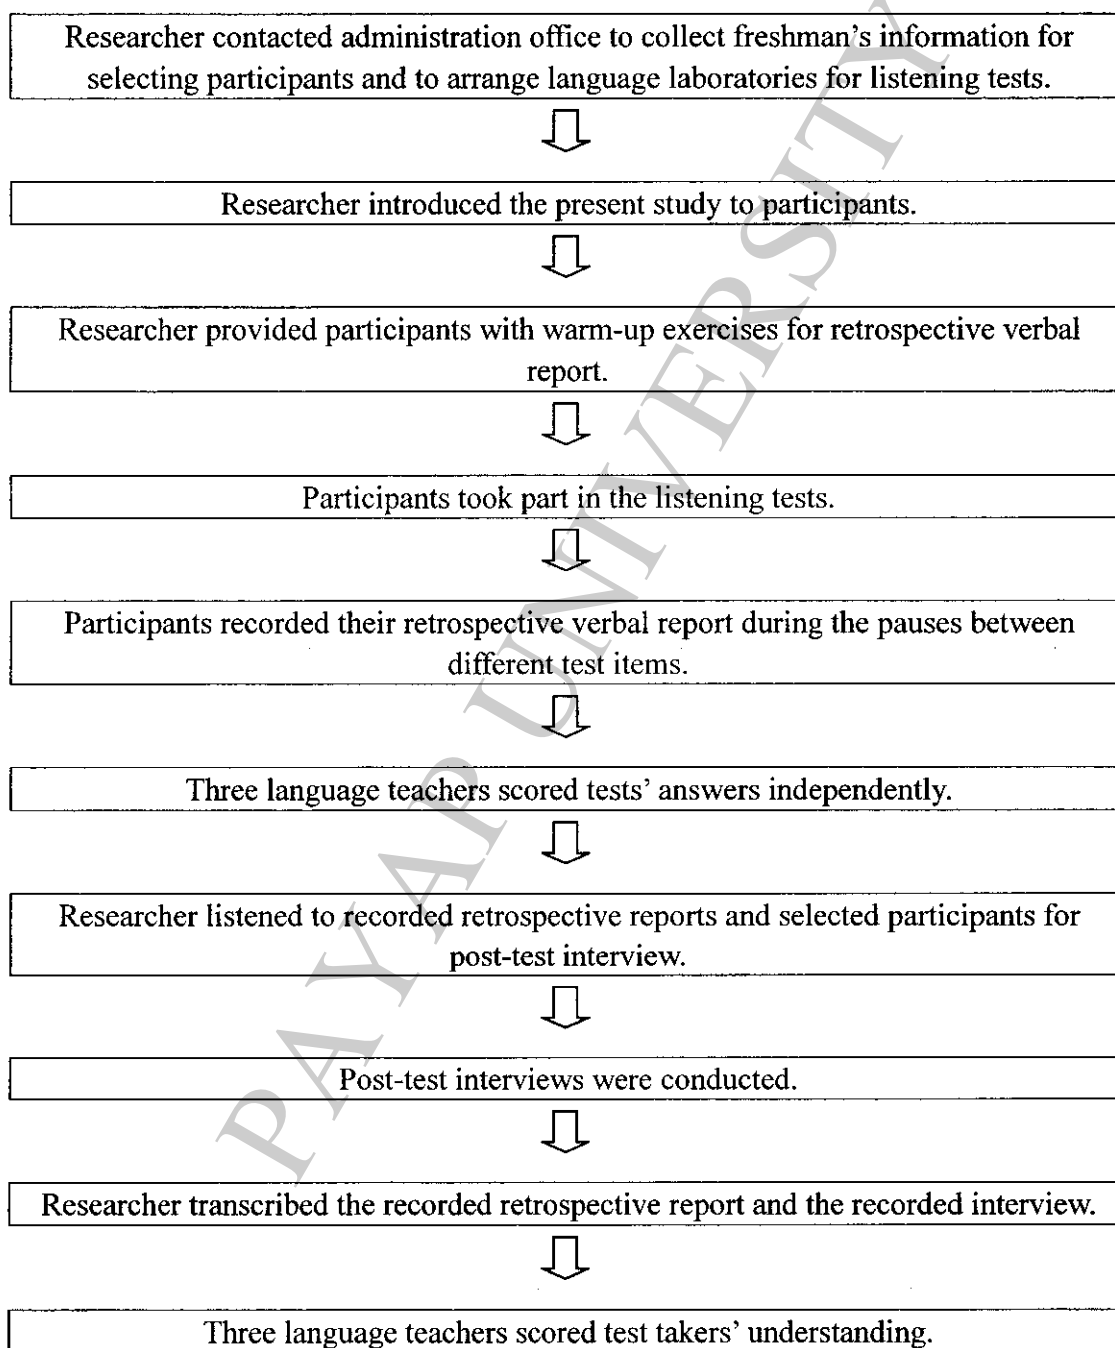 Researcher contacted administration office to collect freshman's information for
selecting participants and to arrange language laboratories for listening tests.
Researcher introduced the present study to participants.
Researcher provided participants with warm-up exercises for retrospective verbal
report.
Participants took part in the listening tests.
Participants recorded their retrospective verbal report during the pauses between
different test items.
Three language teachers scored tests' answers independently.
Researcher listened to recorded retrospective reports and selected participants for
post-test interview.
Post-test interviews were conducted.
Researcher transcribed the recorded retrospective report and the recorded interview.
Three language teachers scored test takers' understanding.
PAYAP UNIVERSITY